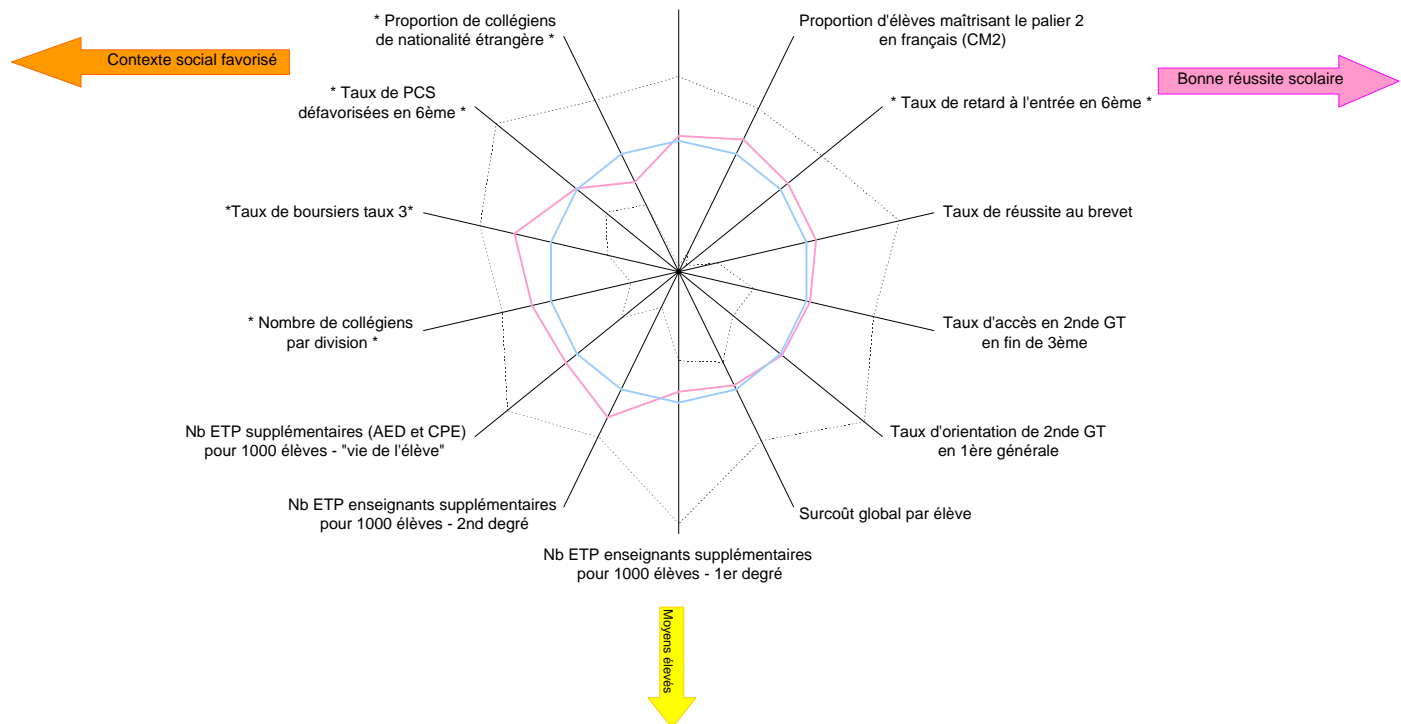 * Proportion de collégiens
de nationalité étrangère *
Proportion d'élèves maîtrisant le palier 2
en français (CM2)
Contexte social favorisé
Bonne réussite scolaire
* Taux de PCS
défavorisées en 6ème *
* Taux de retard à l'entrée en 6ème *
*Taux de boursiers taux 3*
Taux de réussite au brevet
* Nombre de collégiens
par division *
Taux d'accès en 2nde GT
en fin de 3ème
Nb ETP supplémentaires (AED et CPE)
pour 1000 élèves - "vie de l'élève"
Taux d'orientation de 2nde GT
en 1ère générale
Nb ETP enseignants supplémentaires
pour 1000 élèves - 2nd degré
Surcoût global par élève
Nb ETP enseignants supplémentaires
pour 1000 élèves - 1er degré
Moyens élevés